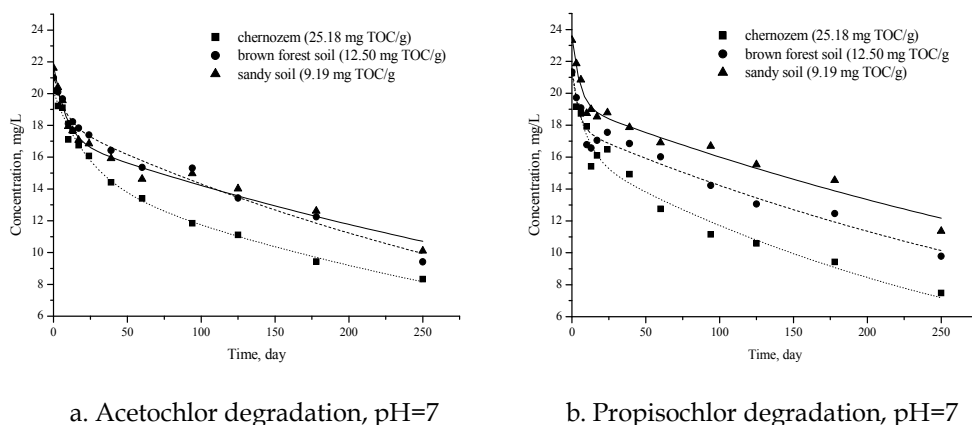 24
22
20
18
16
14
12
10
8
6
Concentration, mg/L
chernozem (25.18 mg TOC/g)
brown forest soil (12.50 mg TOC/g)
sandy soil (9.19 mg TOC/g
0 50 100 150 200 250
Time, day
a. Acetochlor degradation, pH=7
24
22
20
18
16
14
12
10
8
6
Concentration, mg/L
chernozem (25.18 mg TOC/g)
brown forest soil (12.50 mg TOC/g
sandy soil (9.19 mg TOC/g)
0 50 100 150 200 250
Time, day
b. Propisochlor degradation, pH=7